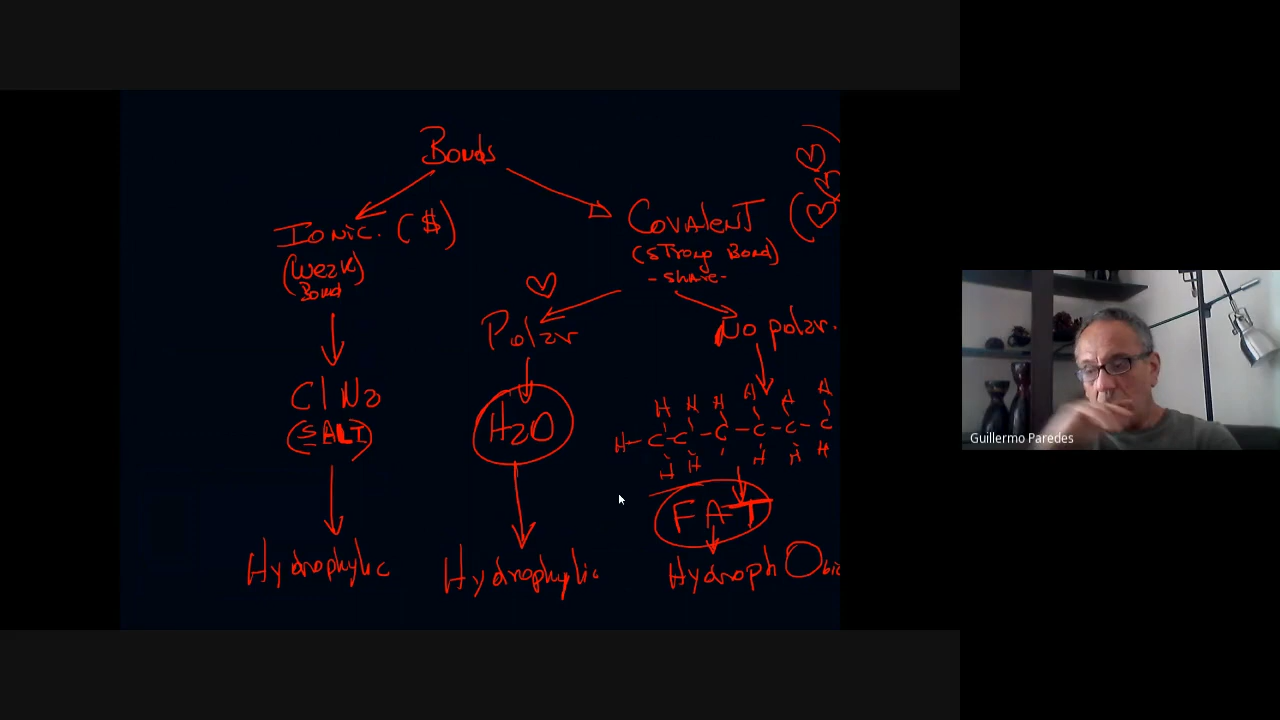 Bonds
Ionic. ($)
(Weak)
Bond
Covalent
(Strong Bond)
- Share -
Polar
No polar.
Cl Na
(SALT)
H2O
H H H H H H
H-C-C-C-C-C-C
H H H H H
FAT
Hydrophylic
Hydrophylic
Hydrophobic
Guillermo Paredes